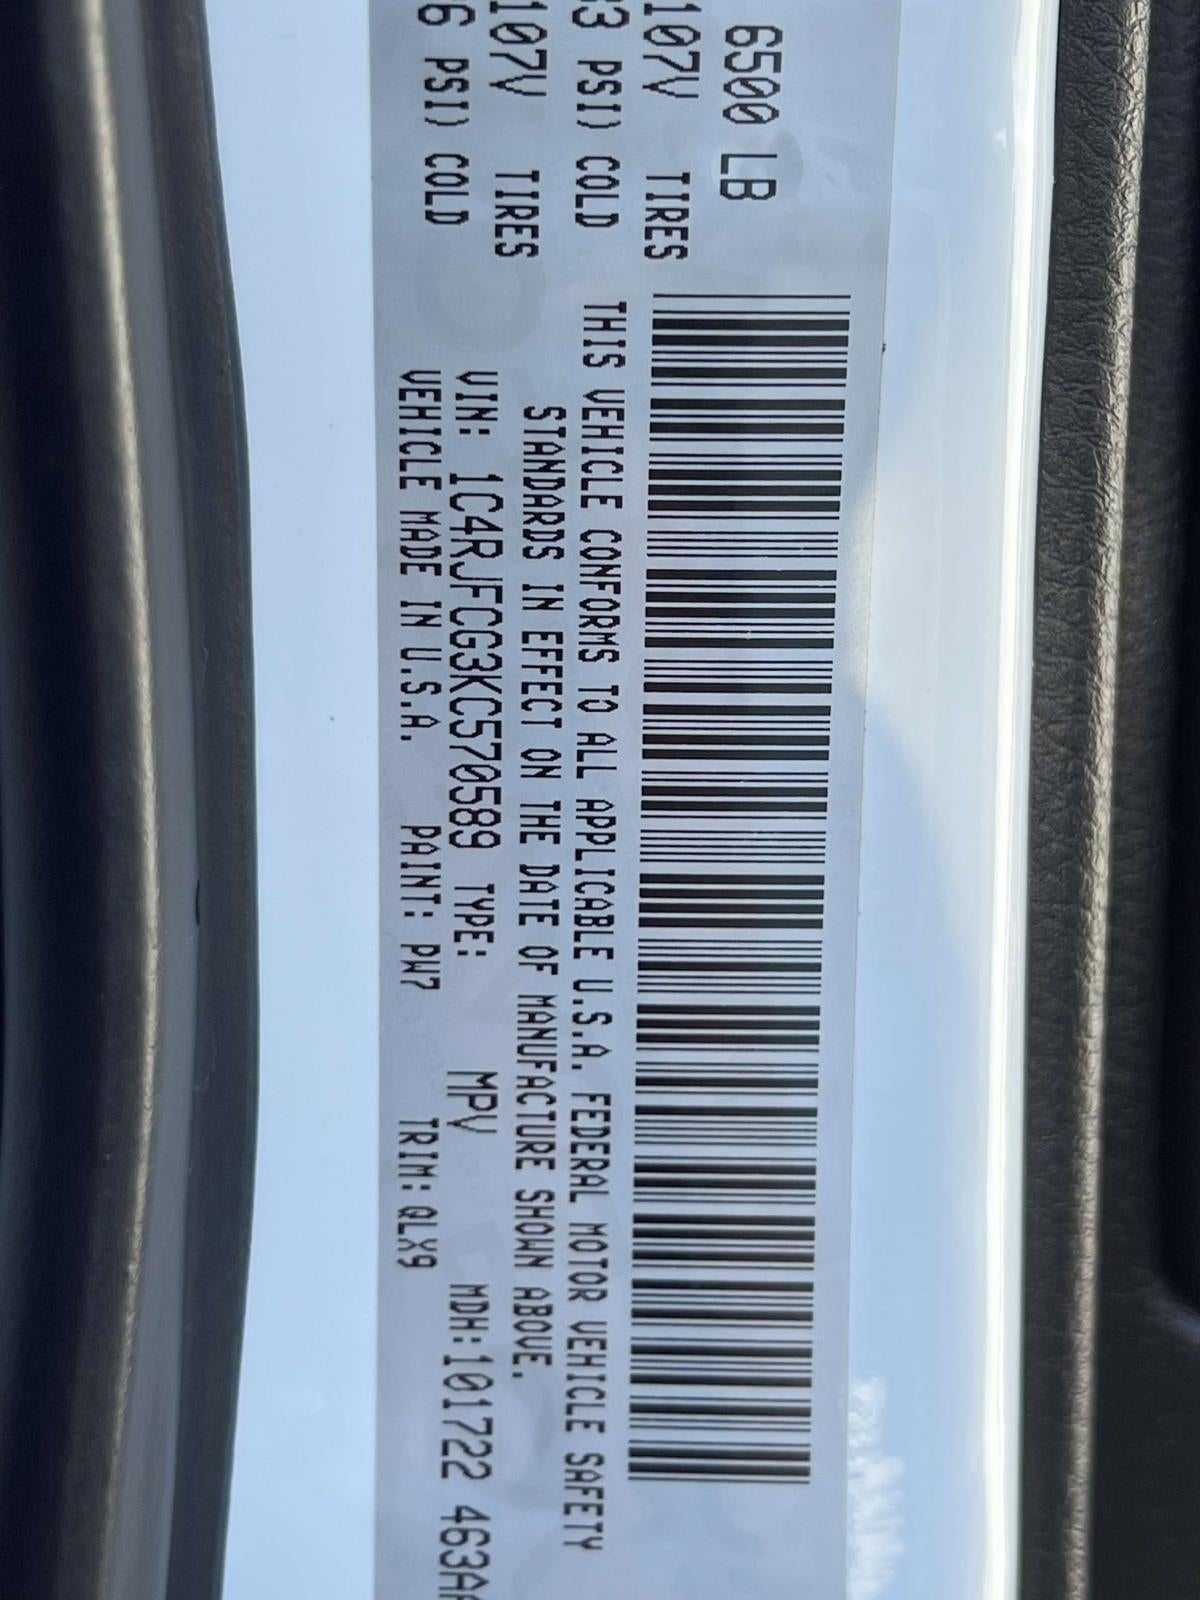 6500 LB
107V TIRES
33 PSI) COLD
107V TIRES
PSI) COLD
THIS VEHICLE CONFORMS TO ALL APPLICABLE U.S.A. FEDERAL MOTOR VEHICLE SAFETY
STANDARDS IN EFFECT ON THE DATE OF MANUFACTURE SHOWN ABOVE.
VIN: 1C4RJFCG3KC570589 TYPE: MPV MDH:101722 463A
VEHICLE MADE IN U.S.A. PAINT: PW7 TRIM: QLX9